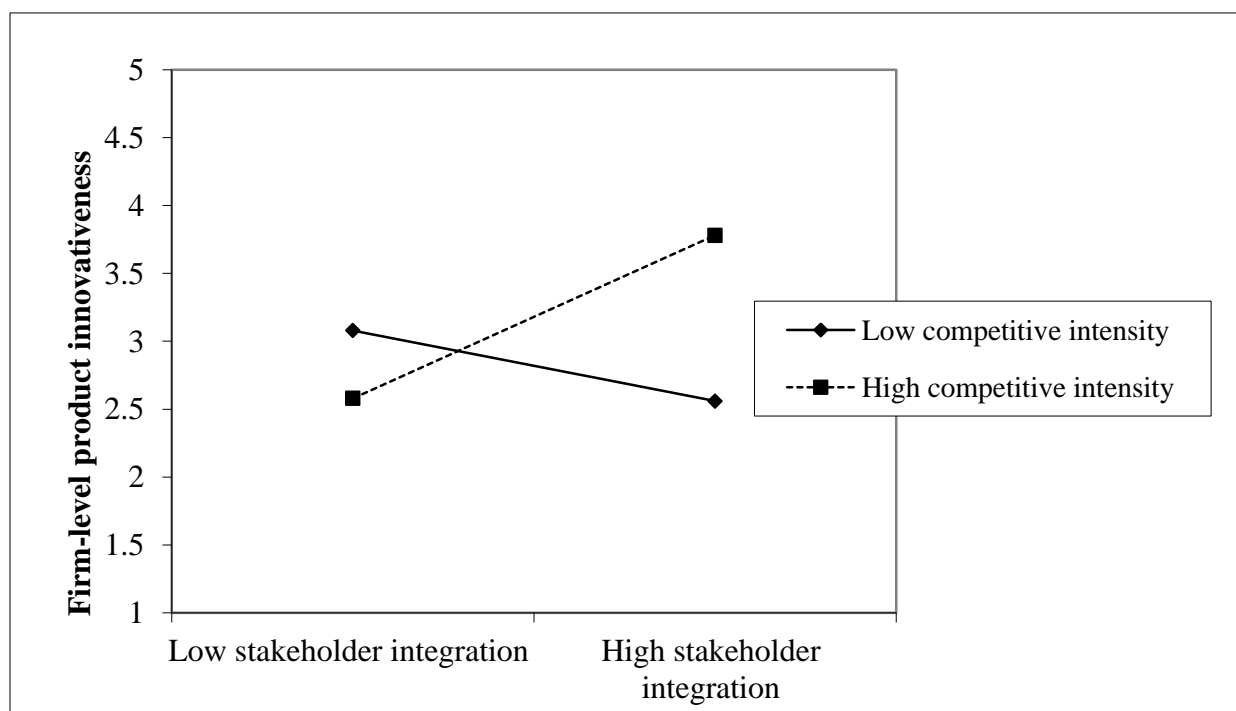 Firm-level product innovativeness
5
4.5
4
3.5
3
2.5
2
1.5
1
Low stakeholder integration
High stakeholder
integration
Low competitive intensity
High competitive intensity